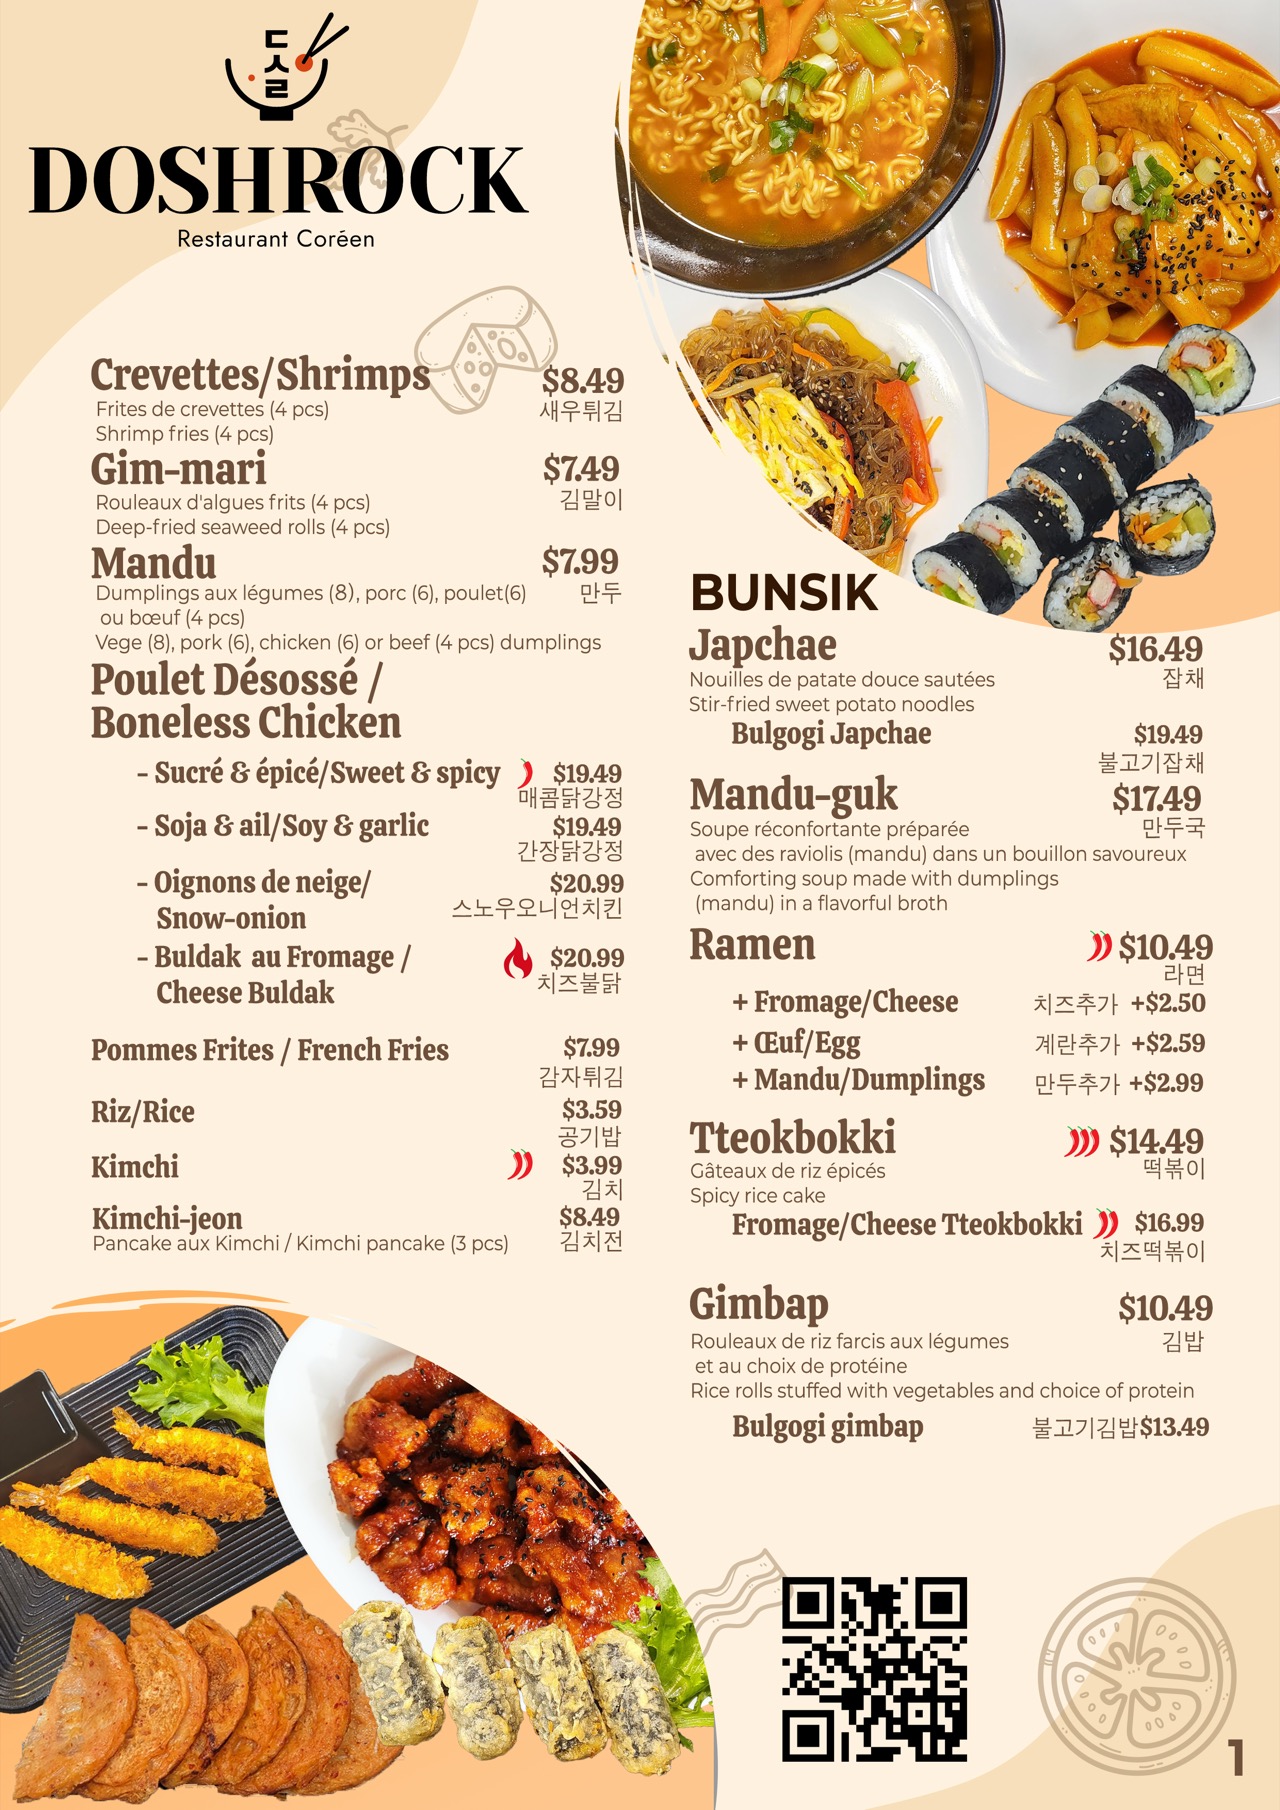 도
스
ㄹ
DOSHROCK
Restaurant Coréen
Crevettes/Shrimps $8.49
Frites de crevettes (4 pcs) 새우튀김
Shrimp fries (4 pcs)
Gim-mari $7.49
Rouleaux d'algues frits (4 pcs) 김말이
Deep-fried seaweed rolls (4 pcs)
Mandu $7.99
Dumplings aux légumes (8), porc (6), poulet(6) 만두
ou bœuf (4 pcs)
Vege (8), pork (6), chicken (6) or beef (4 pcs) dumplings
Poulet Désossé /
Boneless Chicken
- Sucré & épicé/Sweet & spicy $19.49
매콤닭강정
- Soja & ail/Soy & garlic $19.49
간장닭강정
- Oignons de neige/ $20.99
Snow-onion 스노우오니언치킨
- Buldak au Fromage / $20.99
Cheese Buldak 치즈불닭
Pommes Frites / French Fries $7.99
감자튀김
Riz/Rice $3.59
공기밥
Kimchi $3.99
김치
Kimchi-jeon $8.49
Pancake aux Kimchi / Kimchi pancake (3 pcs) 김치전
BUNSIK
Japchae $16.49
Nouilles de patate douce sautées 잡채
Stir-fried sweet potato noodles
Bulgogi Japchae $19.49
불고기잡채
Mandu-guk $17.49
Soupe réconfortante préparée 만두국
avec des raviolis (mandu) dans un bouillon savoureux
Comforting soup made with dumplings
(mandu) in a flavorful broth
Ramen $10.49
라면
+ Fromage/Cheese 치즈추가 +$2.50
+ Œuf/Egg 계란추가 +$2.59
+ Mandu/Dumplings 만두추가 +$2.99
Tteokbokki $14.49
Gâteaux de riz épicés 떡볶이
Spicy rice cake
Fromage/Cheese Tteokbokki $16.99
치즈떡볶이
Gimbap $10.49
Rouleaux de riz farcis aux légumes 김밥
et au choix de protéine
Rice rolls stuffed with vegetables and choice of protein
Bulgogi gimbap 불고기김밥$13.49
1